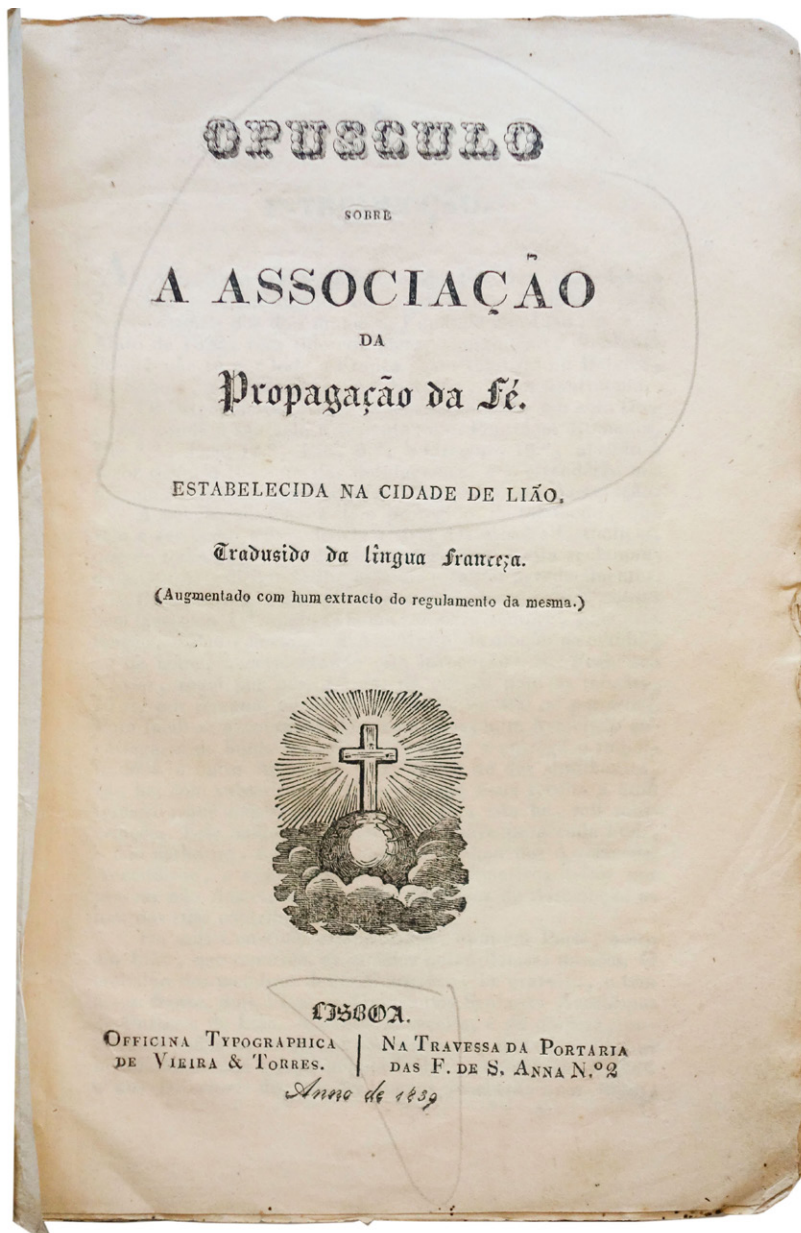 OPUSCULO
SOBRE
A ASSOCIAÇÃO
DA
Propagação da Fé.
ESTABELECIDA NA CIDADE DE LIÃO,
Tradusido da lingua Franceza.
(Augmentado com hum extracto do regulamento da mesma.)
LISBOA.
OFFICINA TYPOGRAPHICA
DE VIEIRA & TORRES.
NA TRAVESSA DA PORTARIA
DAS F. DE S. ANNA N.º 2
Anno de 1839